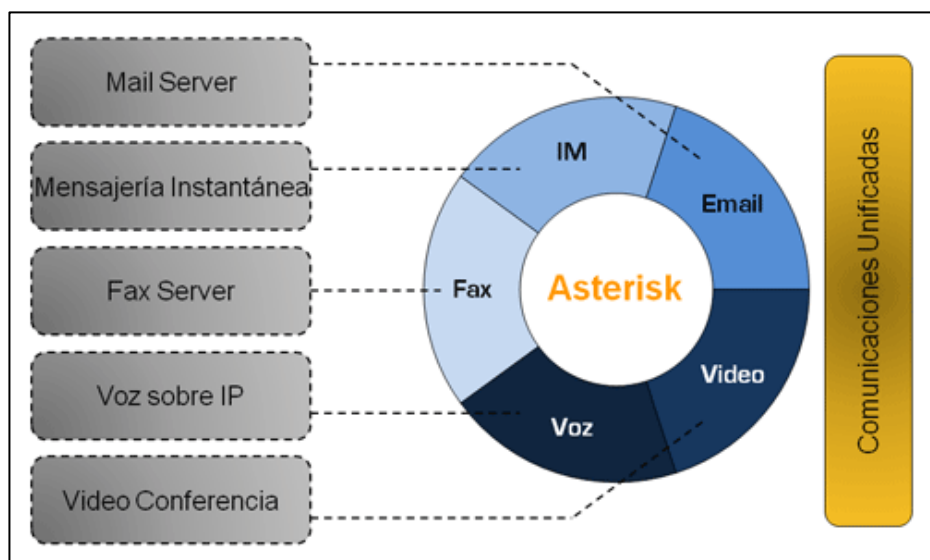 Mail Server
Mensajería Instantánea
Fax Server
Voz sobre IP
Video Conferencia
IM
Email
Fax
Asterisk
Video
Voz
Comunicaciones Unificadas